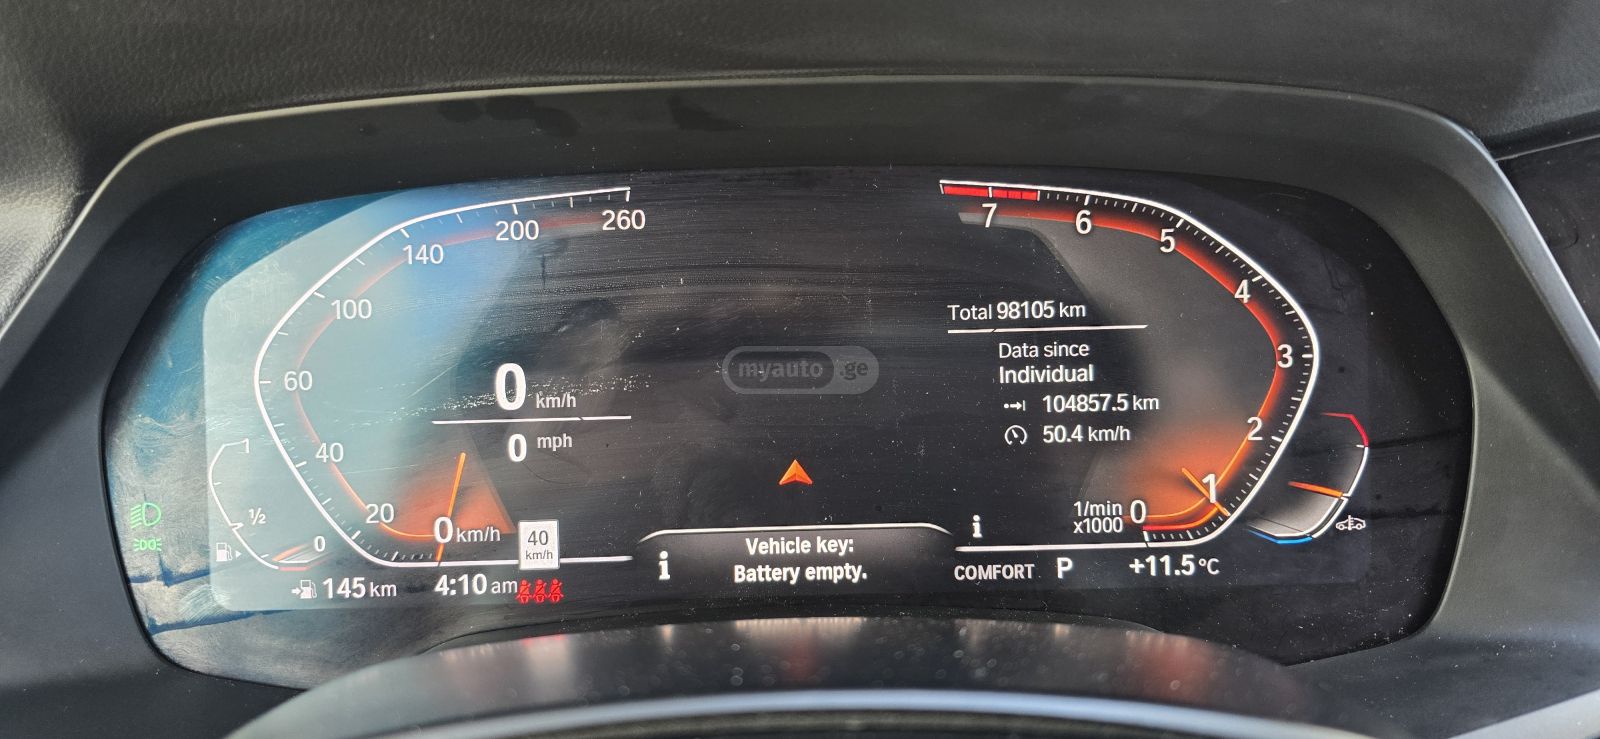 260
200
140
100
60
40
20
0 km/h
0 km/h
0 mph
40
km/h
1
½
0
145 km
4:10 am
myauto.ge
i
Vehicle key:
Battery empty.
7
6
5
4
3
2
1
0
1/min
x1000
Total 98105 km
Data since
Individual
104857.5 km
50.4 km/h
i
COMFORT P
+11.5°C